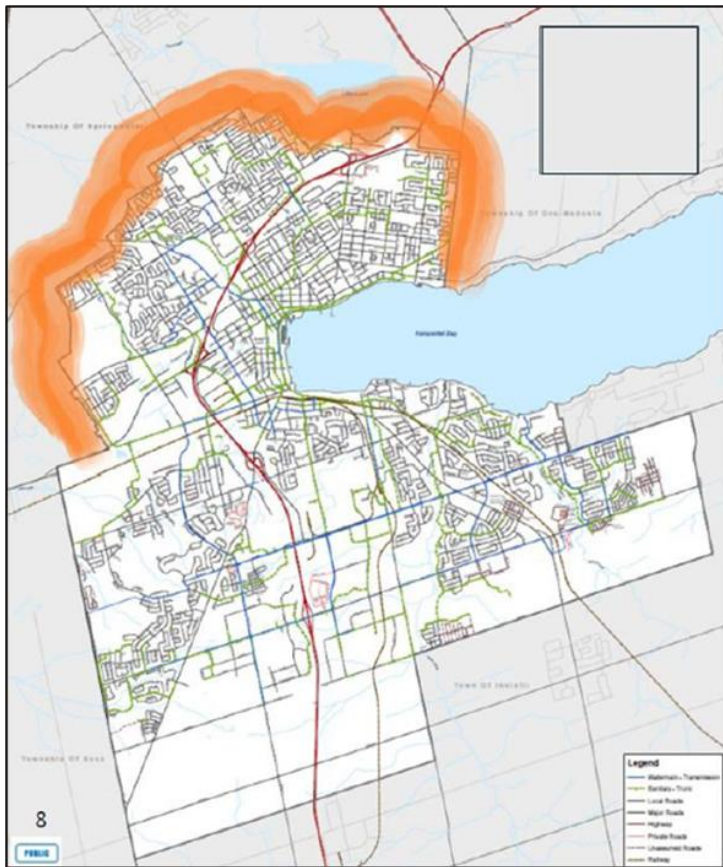 Township Of Springwater
Township Of Oro-Medonte
Kempenfelt Bay
Town Of Innisfil
Township Of Essa
Legend
Watermain - Transmission
Sanitary - Trunk
Local Roads
Major Roads
Highway
Private Roads
Unassumed Roads
Railway
8
PUBLIC